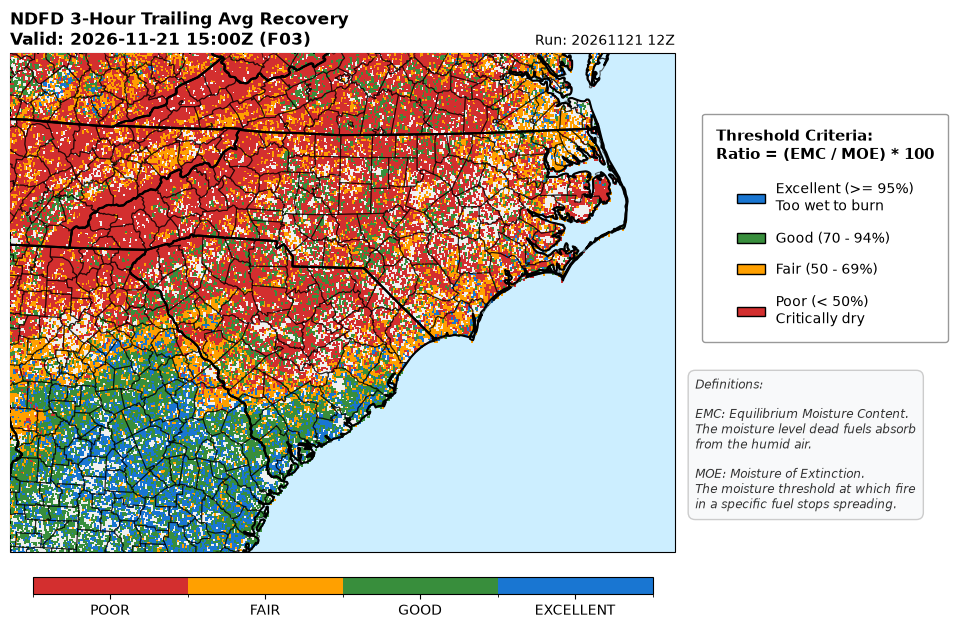 NDFD 3-Hour Trailing Avg Recovery
Valid: 2026-11-21 15:00Z (F03)
Run: 20261121 12Z
Threshold Criteria:
Ratio = (EMC / MOE) * 100
Excellent (>= 95%)
Too wet to burn
Good (70 - 94%)
Fair (50 - 69%)
Poor (< 50%)
Critically dry
Definitions:
EMC: Equilibrium Moisture Content.
The moisture level dead fuels absorb
from the humid air.
MOE: Moisture of Extinction.
The moisture threshold at which fire
in a specific fuel stops spreading.
POOR
FAIR
GOOD
EXCELLENT